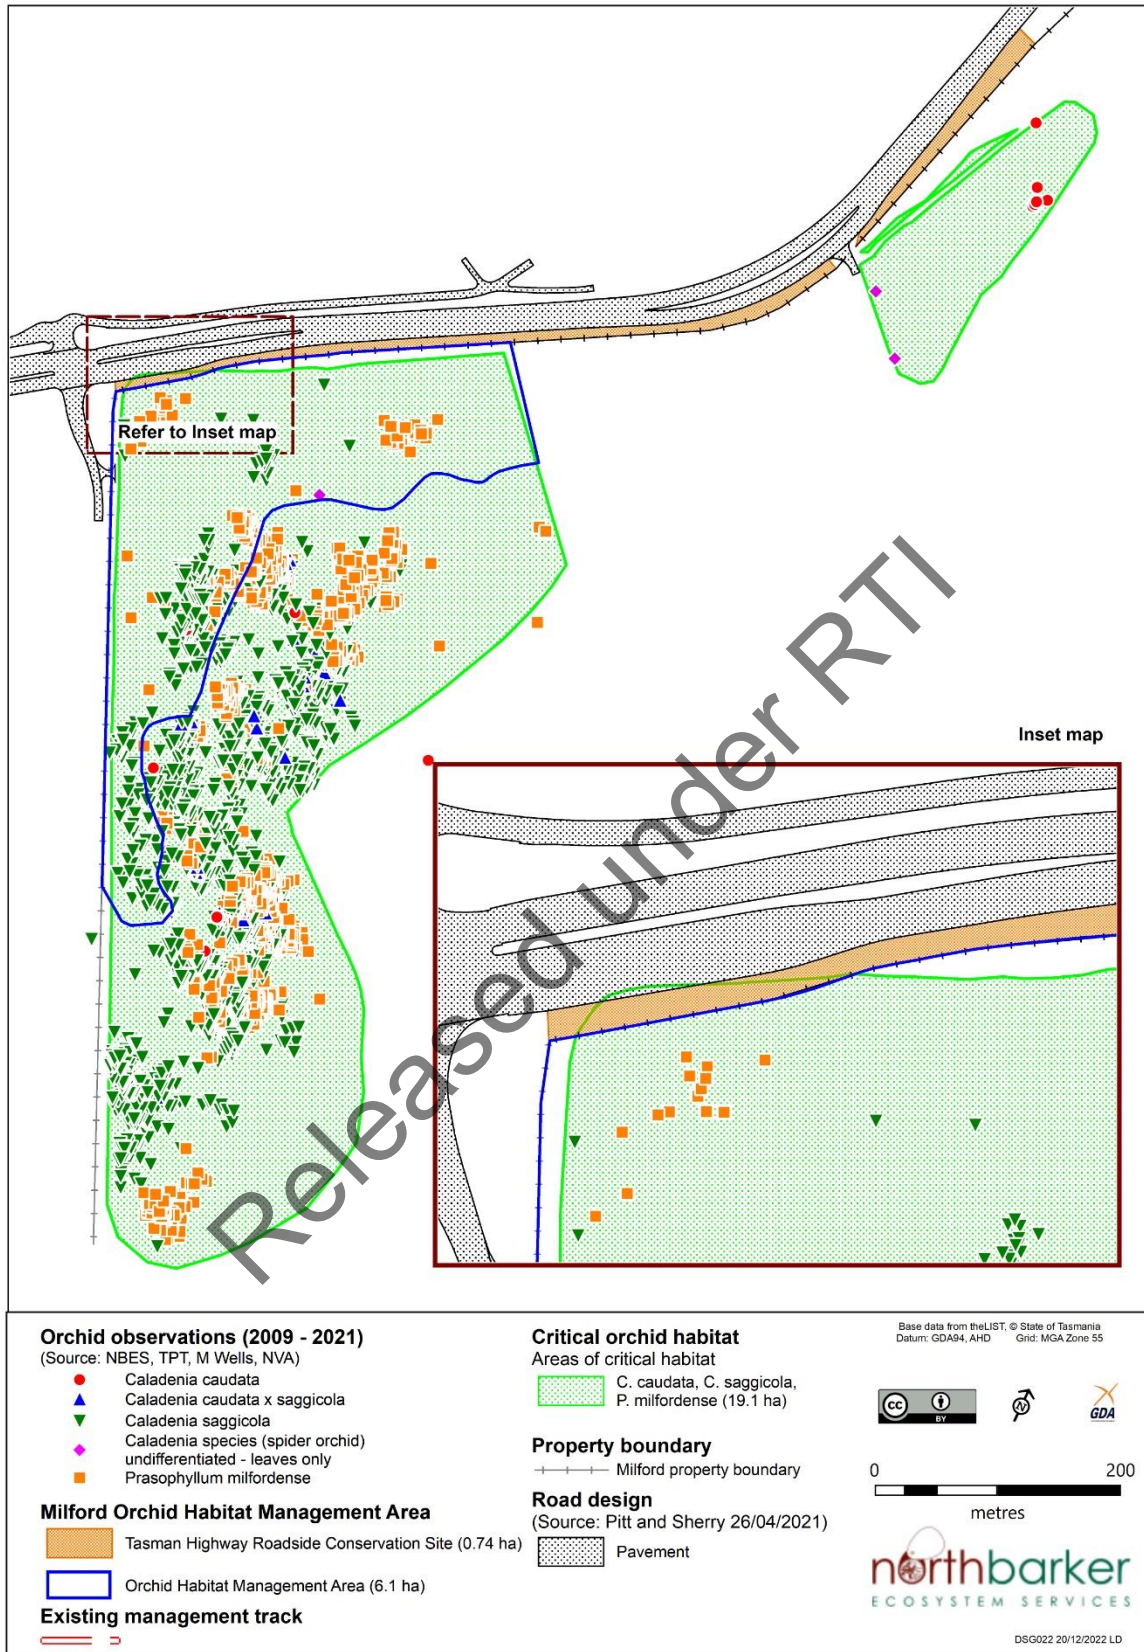 Refer to Inset map
Inset map
Released under RTI
Orchid observations (2009 - 2021)
(Source: NBES, TPT, M Wells, NVA)
Caladenia caudata
Caladenia caudata x saggicola
Caladenia saggicola
Caladenia species (spider orchid)
undifferentiated - leaves only
Prasophyllum milfordense
Milford Orchid Habitat Management Area
Tasman Highway Roadside Conservation Site (0.74 ha)
Orchid Habitat Management Area (6.1 ha)
Existing management track
Critical orchid habitat
Areas of critical habitat
C. caudata, C. saggicola,
P. milfordense (19.1 ha)
Property boundary
Milford property boundary
Road design
(Source: Pitt and Sherry 26/04/2021)
Pavement
Base data from theLIST, © State of Tasmania
Datum: GDA94, AHD Grid: MGA Zone 55
cc
BY
N
GDA
0 200
metres
northbarker
ECOSYSTEM SERVICES
DSG022 20/12/2022 LD